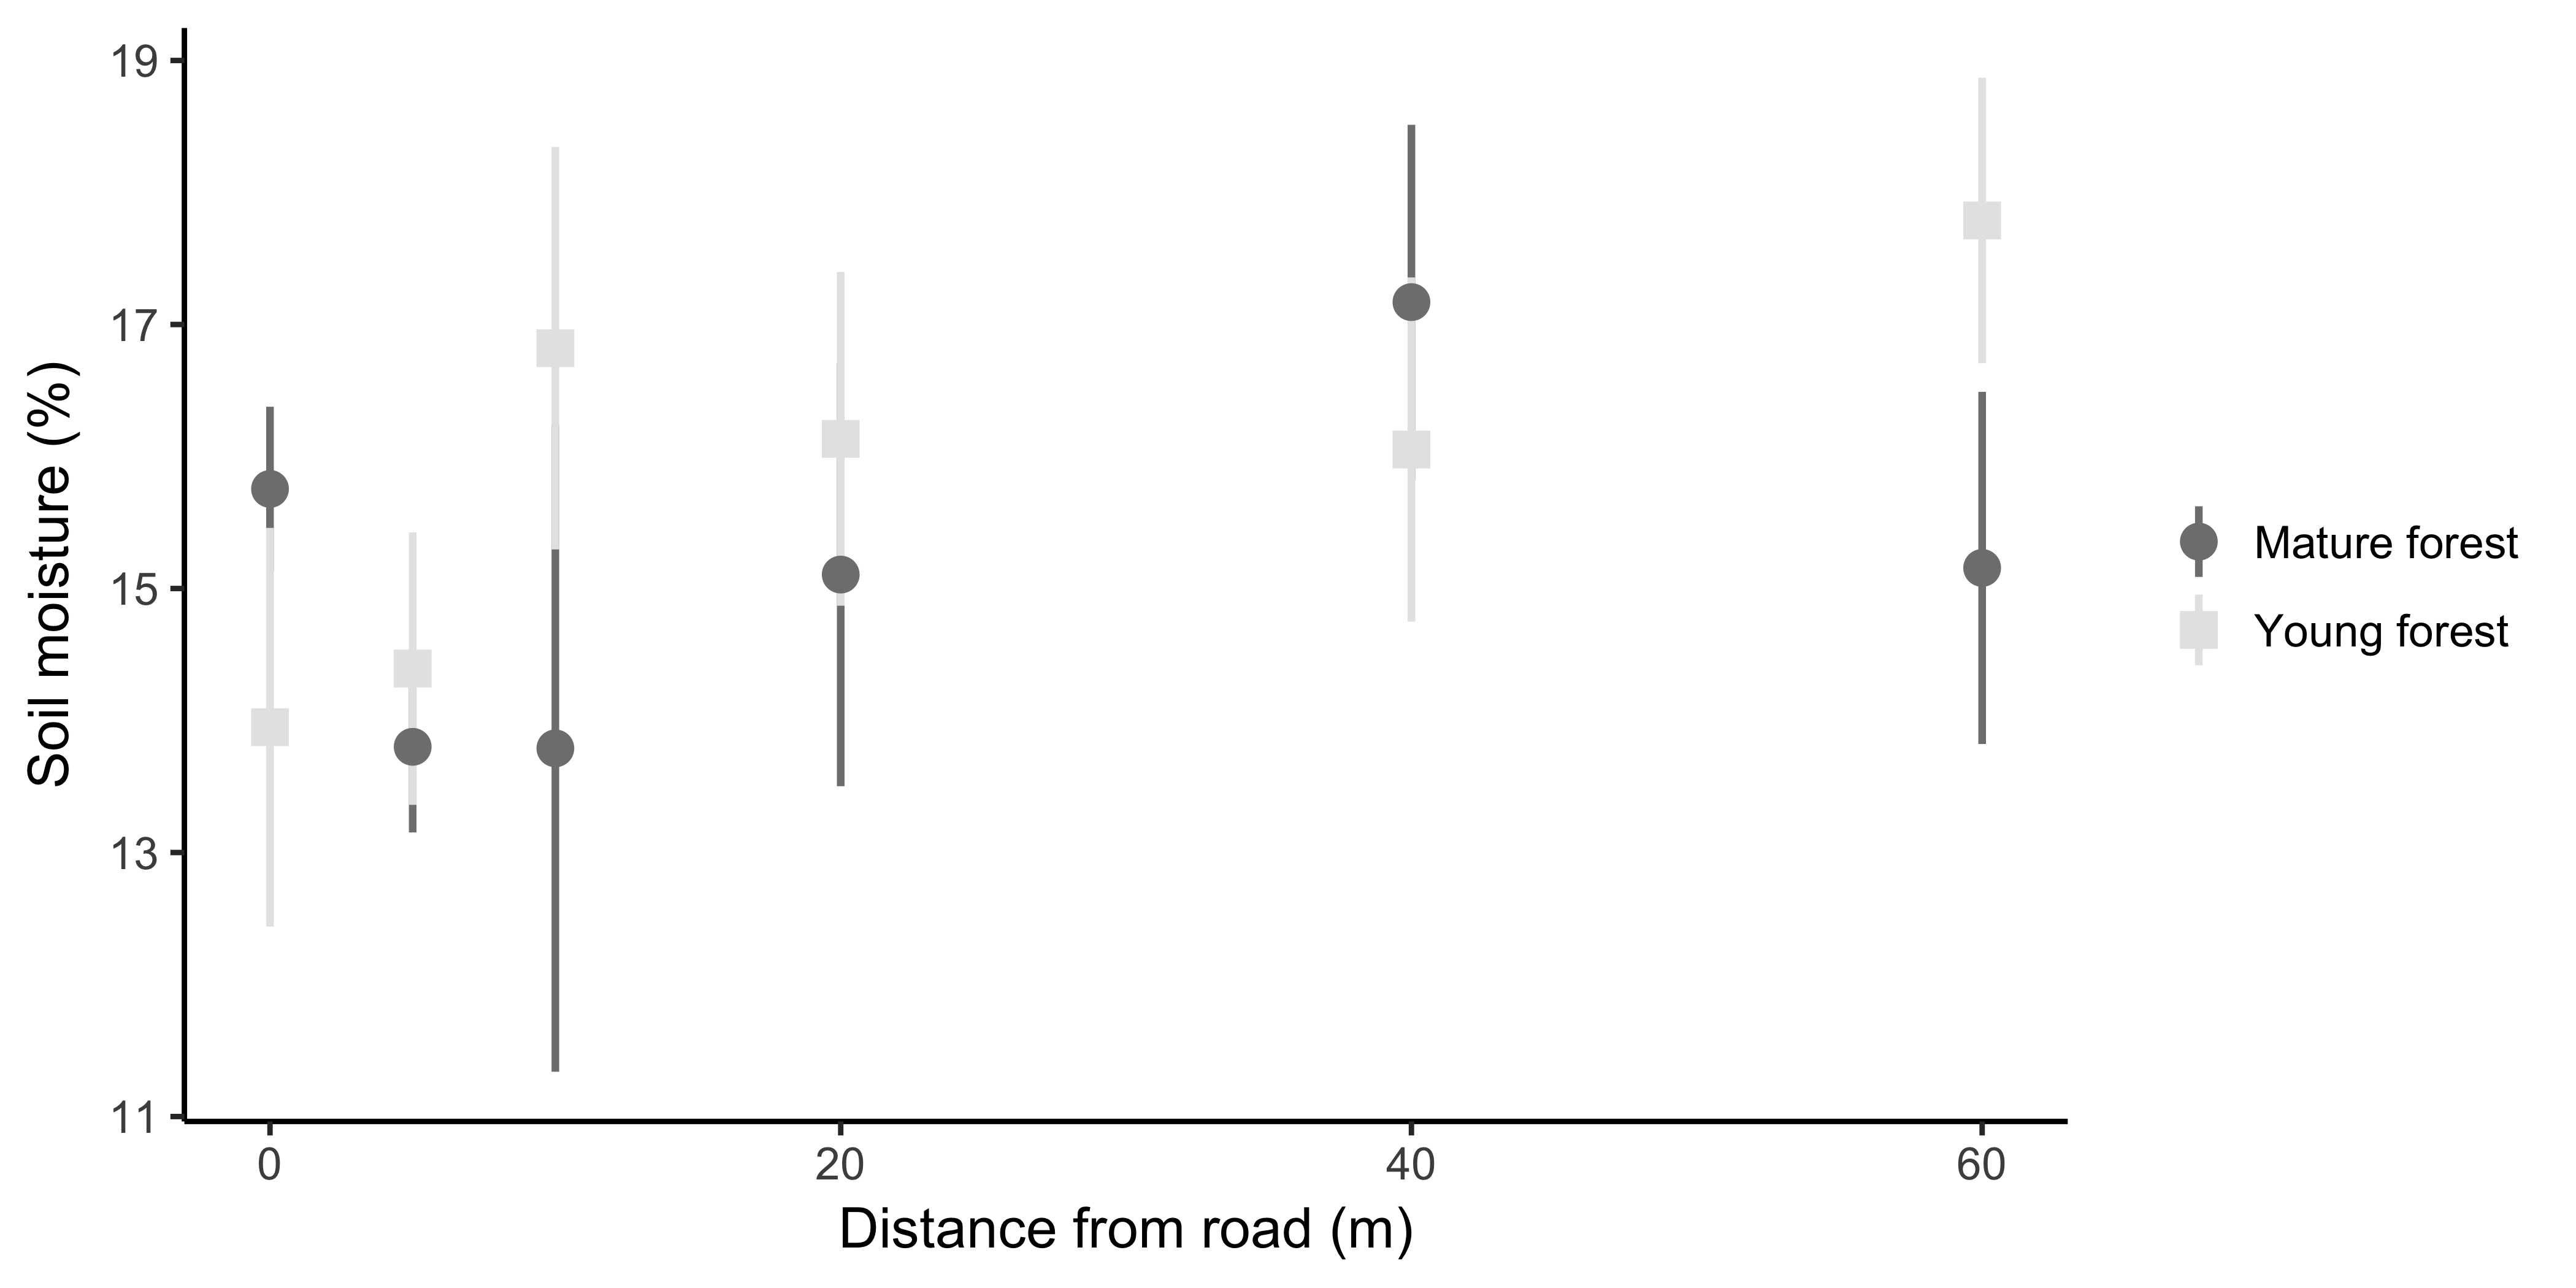 Soil moisture (%)
19
17
15
13
11
0 20 40 60
Distance from road (m)
Mature forest
Young forest